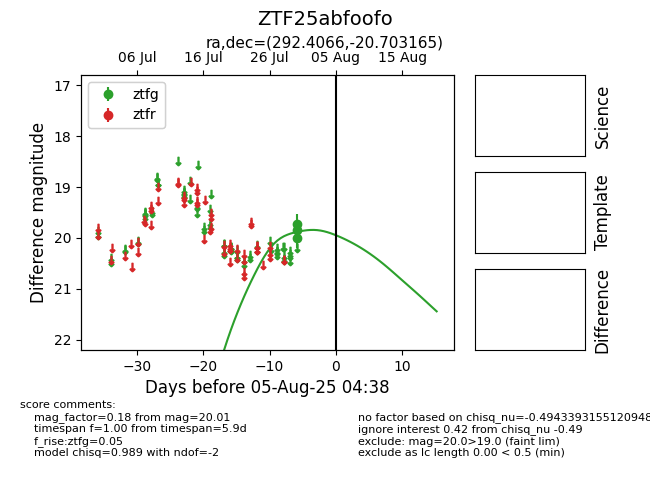 ZTF25abfoofo
ra,dec=(292.4066,-20.703165)
06 Jul 16 Jul 26 Jul 05 Aug 15 Aug
ztfg
ztfr
17
18
19
20
21
22
Difference magnitude
−30 −20 −10 0 10
Days before 05-Aug-25 04:38
Science
Template
Difference
score comments:
mag_factor=0.18 from mag=20.01
timespan f=1.00 from timespan=5.9d
f_rise:ztfg=0.05
model chisq=0.989 with ndof=-2
no factor based on chisq_nu=-0.4943393155120948
ignore interest 0.42 from chisq_nu -0.49
exclude: mag=20.0>19.0 (faint lim)
exclude as lc length 0.00 < 0.5 (min)